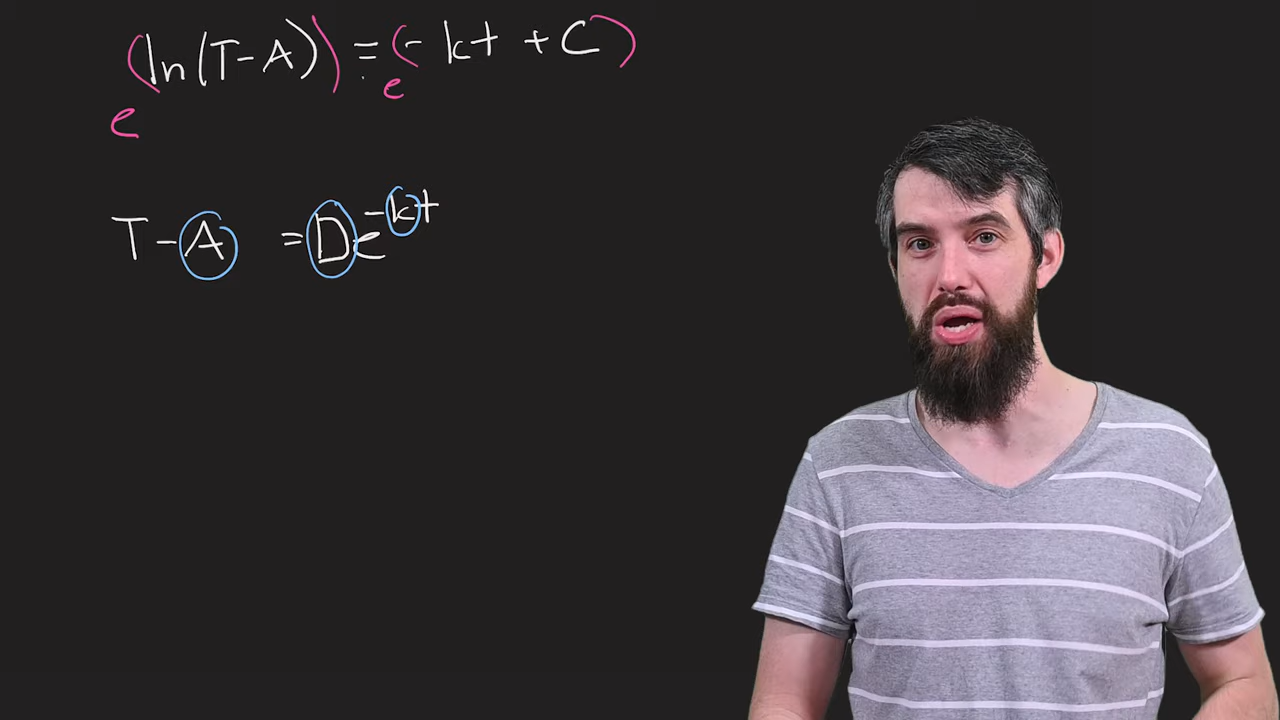 e^(ln(T-A)) = e^(-kt + C)
T-A = De^-kt